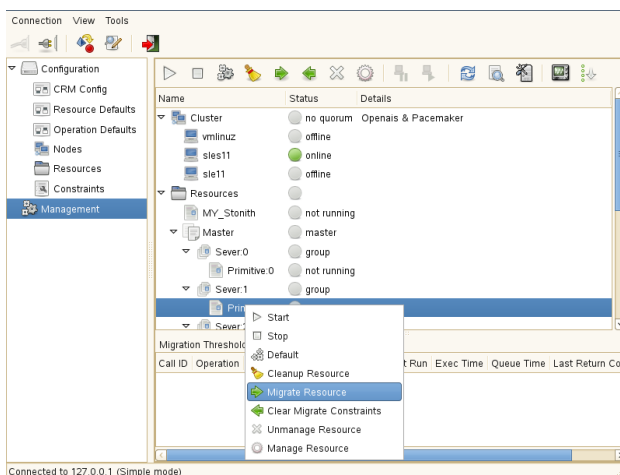 Connection View Tools
Configuration
CRM Config
Resource Defaults
Operation Defaults
Nodes
Resources
Constraints
Management
Name Status Details
Cluster no quorum Openais & Pacemaker
vmlinuz offline
sles11 online
sle11 offline
Resources
MY_Stonith not running
Master master
Sever:0 group
Primitive:0 not running
Sever:1 group
Sever:
Start
Stop
Default
Cleanup Resource
Migrate Resource
Clear Migrate Constraints
Unmanage Resource
Manage Resource
Migration Threshold
Call ID Operation t Run Exec Time Queue Time Last Return Co
Connected to 127.0.0.1 (Simple mode)